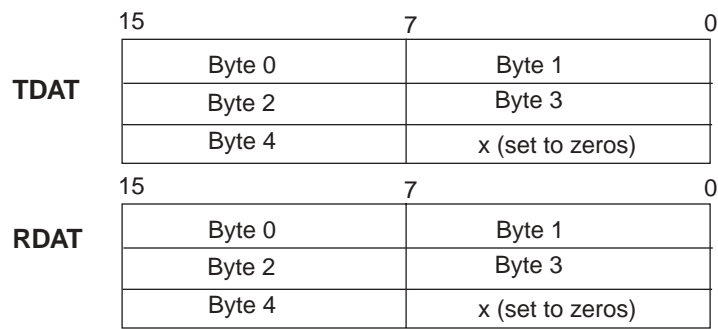 15 7 0
Byte 0 Byte 1
TDAT
Byte 2 Byte 3
Byte 4 x (set to zeros)
15 7 0
Byte 0 Byte 1
RDAT
Byte 2 Byte 3
Byte 4 x (set to zeros)